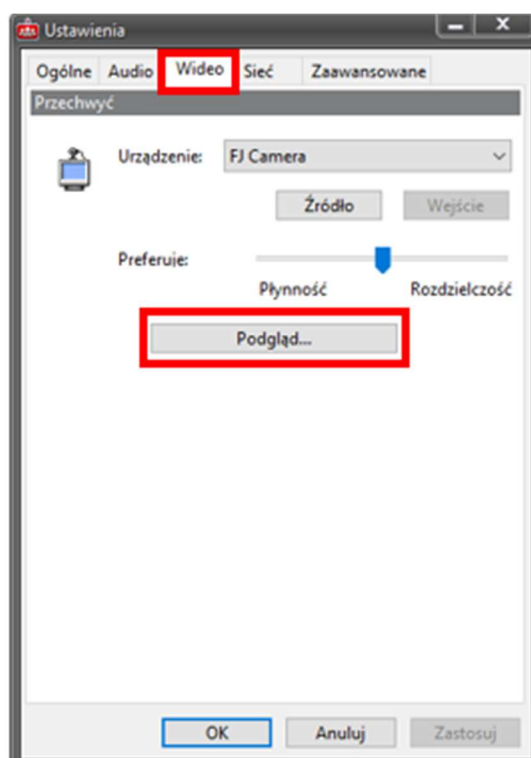 Ustawienia
Ogólne Audio Wideo Sieć Zaawansowane
Przechwyć
Urządzenie: FJ Camera
Źródło Wejście
Preferuje:
Płynność Rozdzielczość
Podgląd...
OK Anuluj Zastosuj